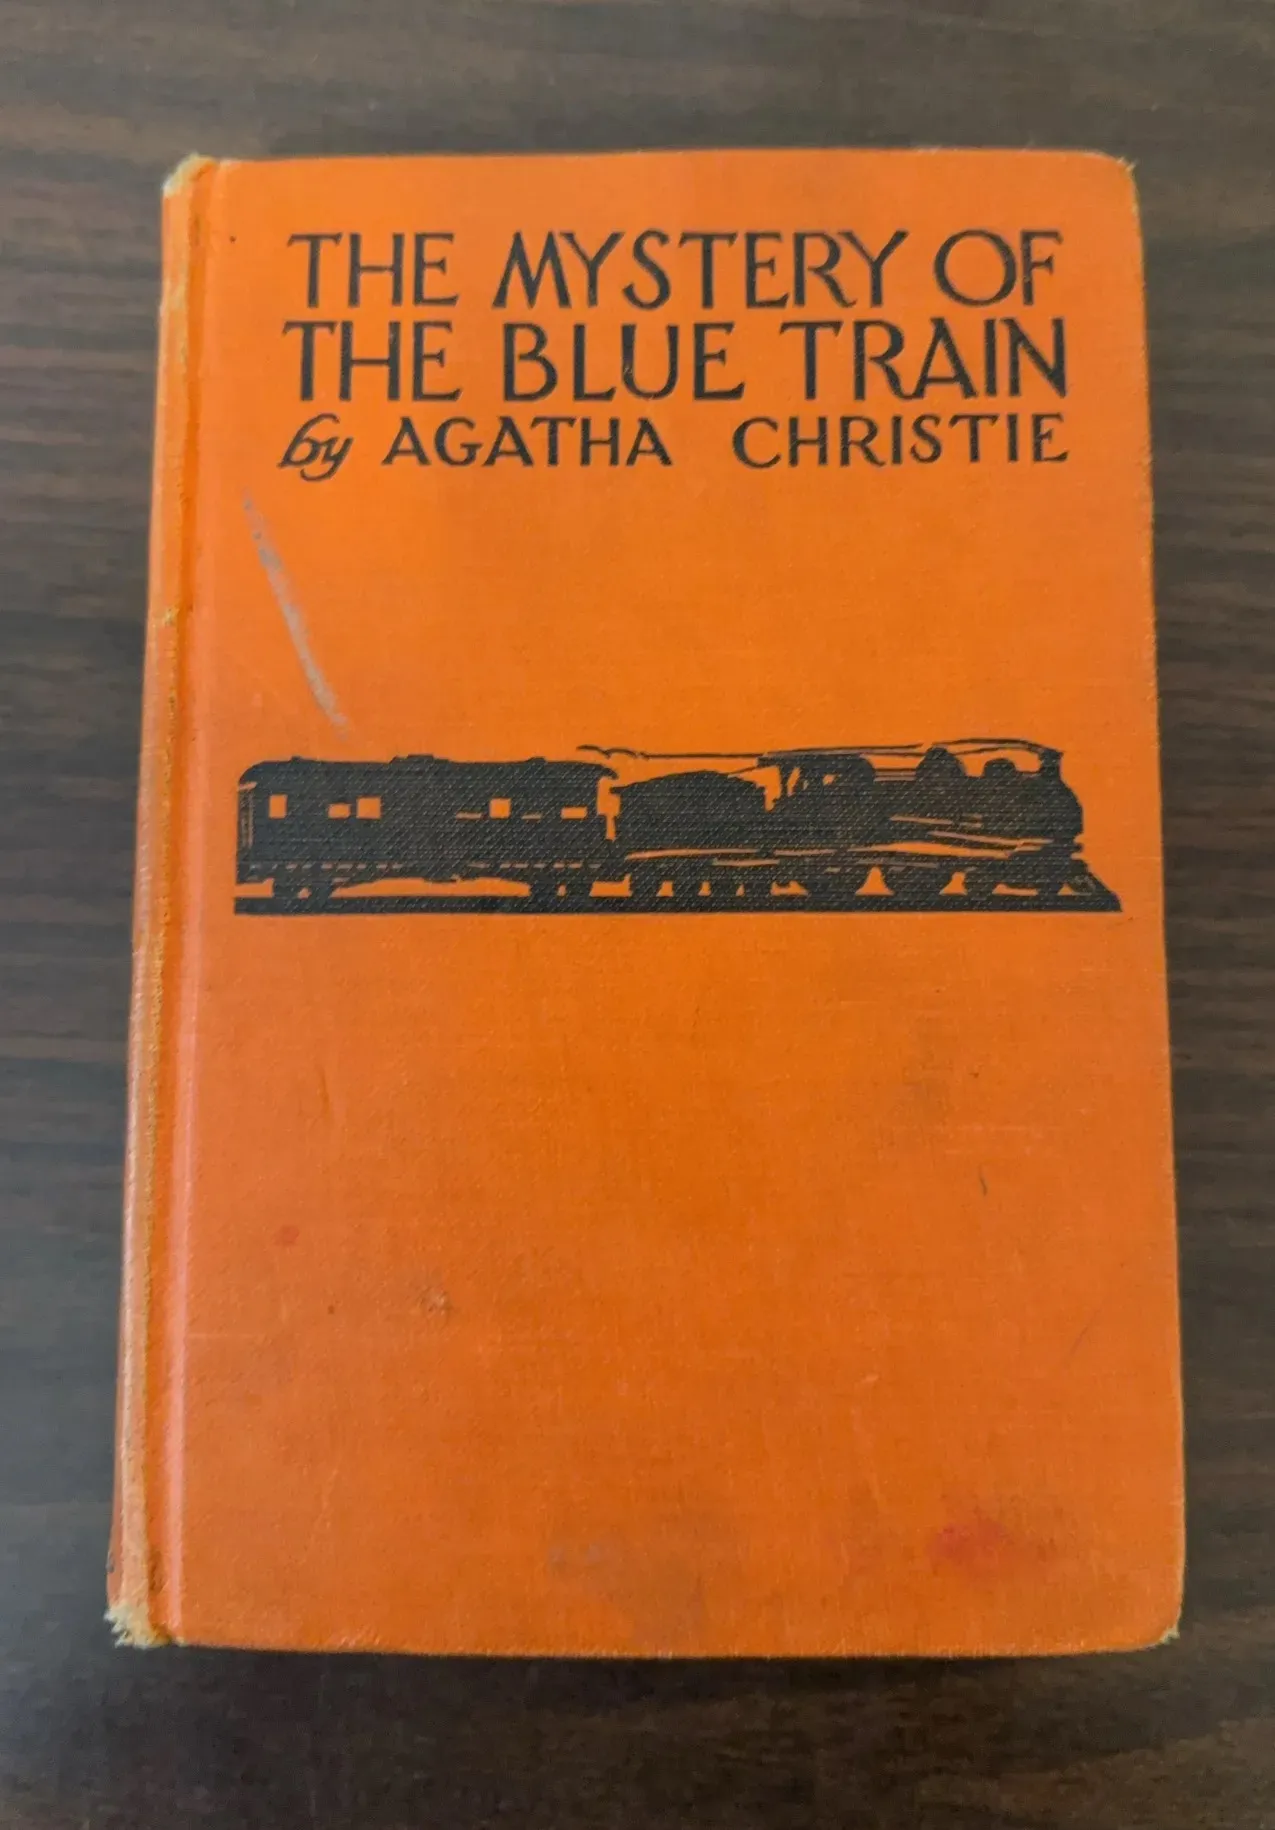 THE MYSTERY OF
THE BLUE TRAIN
by AGATHA CHRISTIE